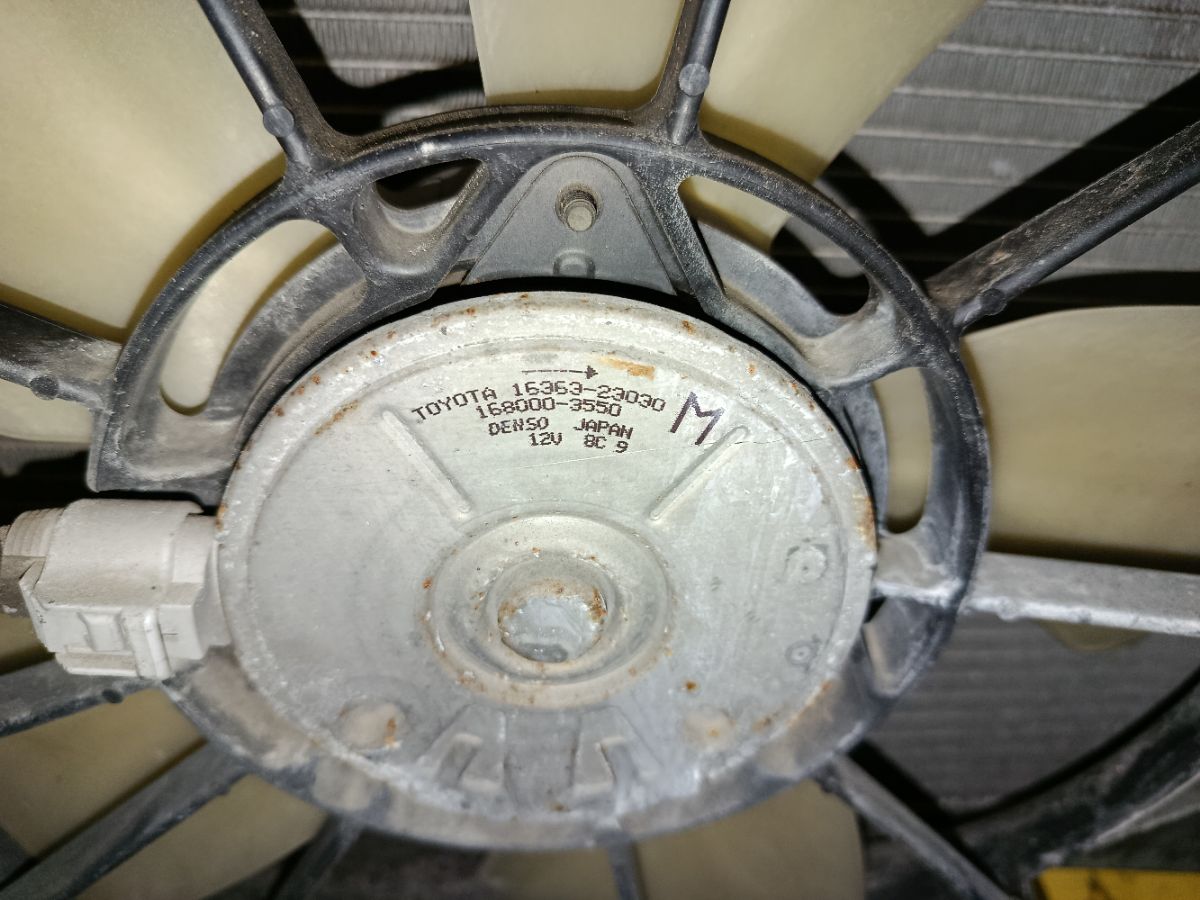 TOYOTA 16363-23030
168000-3550
DENSO JAPAN
12V 8C 9
M